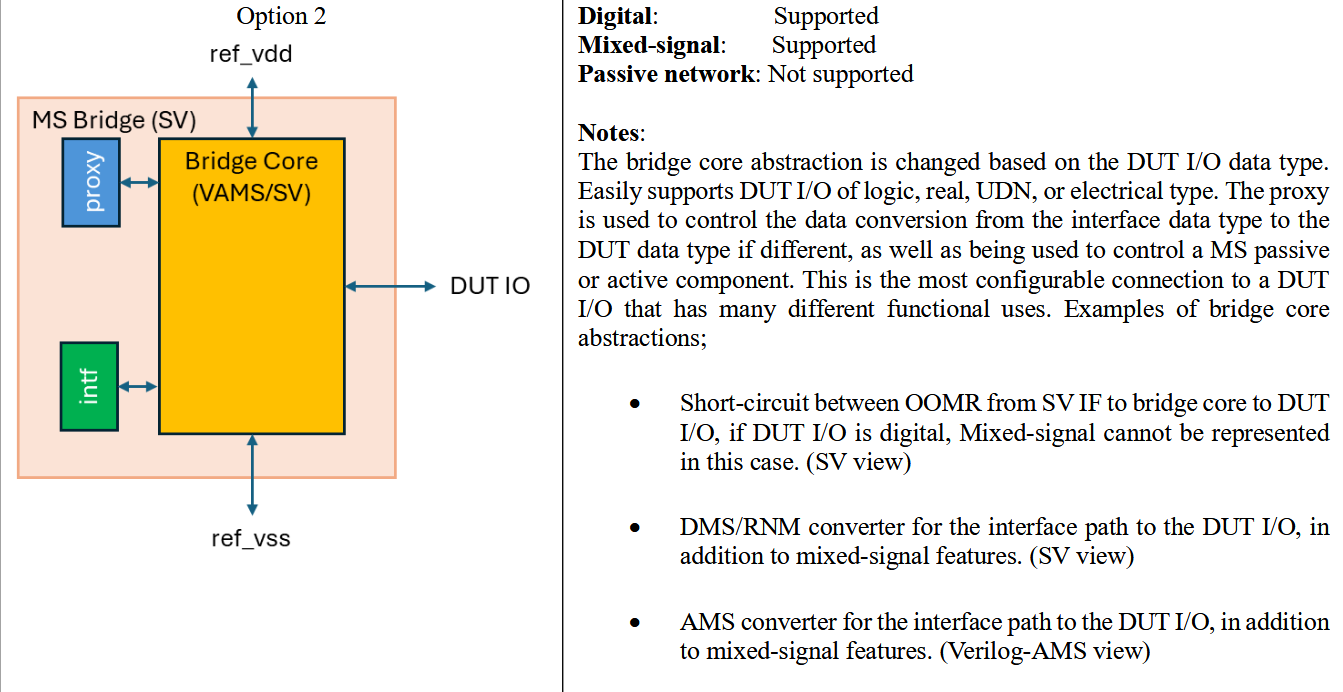 Option 2
ref_vdd
MS Bridge (SV)
proxy
Bridge Core
(VAMS/SV)
DUT IO
intf
ref_vss
Digital: Supported
Mixed-signal: Supported
Passive network: Not supported
Notes:
The bridge core abstraction is changed based on the DUT I/O data type.
Easily supports DUT I/O of logic, real, UDN, or electrical type. The proxy
is used to control the data conversion from the interface data type to the
DUT data type if different, as well as being used to control a MS passive
or active component. This is the most configurable connection to a DUT
I/O that has many different functional uses. Examples of bridge core
abstractions;
• Short-circuit between OOMR from SV IF to bridge core to DUT
I/O, if DUT I/O is digital, Mixed-signal cannot be represented
in this case. (SV view)
• DMS/RNM converter for the interface path to the DUT I/O, in
addition to mixed-signal features. (SV view)
• AMS converter for the interface path to the DUT I/O, in addition
to mixed-signal features. (Verilog-AMS view)